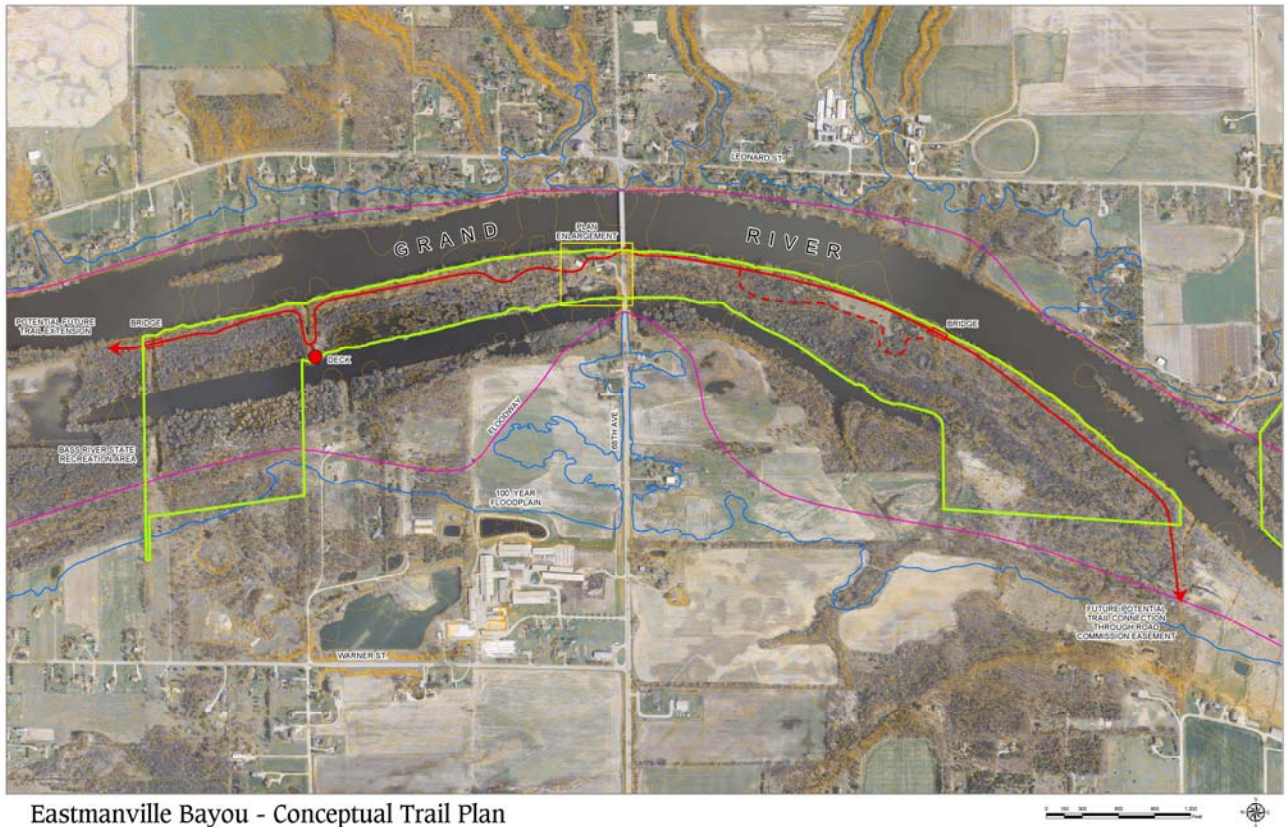 LEONARD ST.
GRAND RIVER
PLAN
ENLARGEMENT
POTENTIAL FUTURE
TRAIL EXTENSION
BRIDGE
BRIDGE
DECK
FLOODWAY
68TH AVE.
BASS RIVER STATE
RECREATION AREA
100 YEAR
FLOODPLAIN
FUTURE POTENTIAL
TRAIL CONNECTION
THROUGH ROAD
COMMISSION EASEMENT
WARNER ST.
Eastmanville Bayou - Conceptual Trail Plan